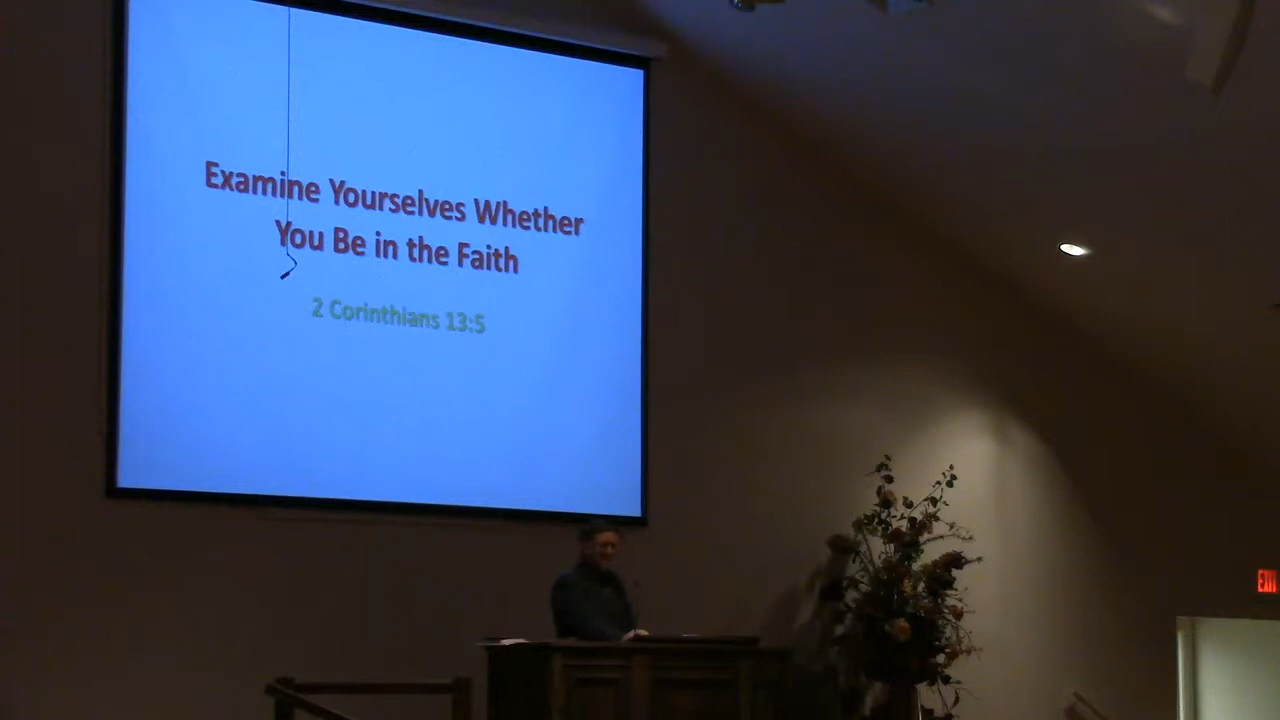 Examine Yourselves Whether
You Be in the Faith
2 Corinthians 13:5
EXIT